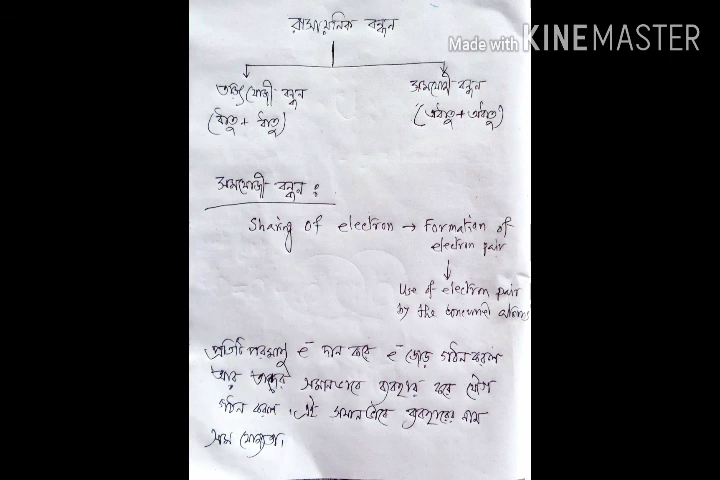 রাসায়নিক বন্ধন
Made with KINEMASTER
তড়িৎযোজী বন্ধন
(ধাতু + ধাতু)
সমযোজী বন্ধন
(অধাতু + অধাতু)
সমযোজী বন্ধন :
Sharing of electron → Formation of
electron pair
↓
Use of electron pair
by the concerned atoms
প্রতিটি পরমাণু e⁻ দান করে e⁻ জোড় গঠন করল
আর সমানভাবে ব্যবহার করে যৌগ
গঠন করল। এই সমানভাবে ব্যবহারের নাম
সমযোজ্যতা।